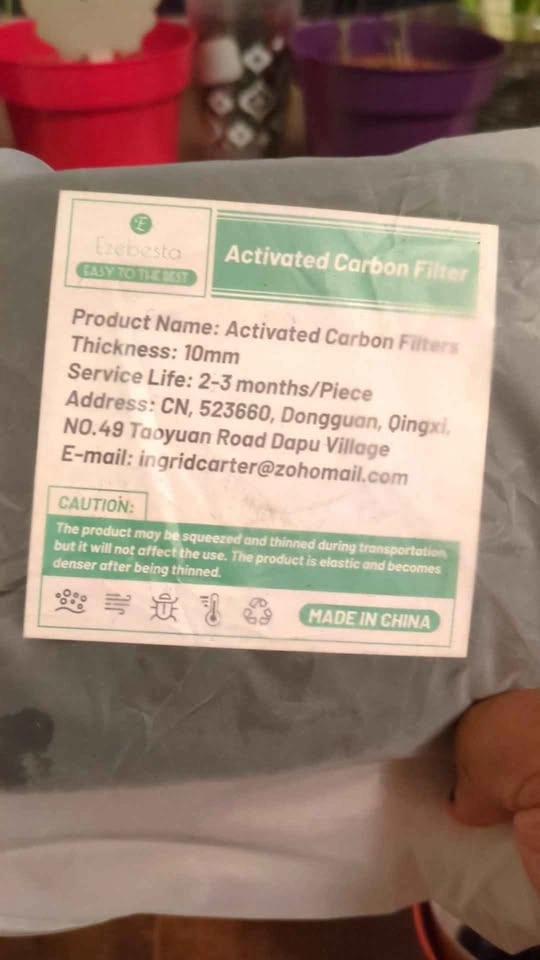 E
Ezebesta
EASY TO THE BEST
Activated Carbon Filter
Product Name: Activated Carbon Filters
Thickness: 10mm
Service Life: 2-3 months/Piece
Address: CN, 523660, Dongguan, Qingxi,
NO.49 Taoyuan Road Dapu Village
E-mail: ingridcarter@zohomail.com
CAUTION:
The product may be squeezed and thinned during transportation,
but it will not affect the use. The product is elastic and becomes
denser after being thinned.
MADE IN CHINA